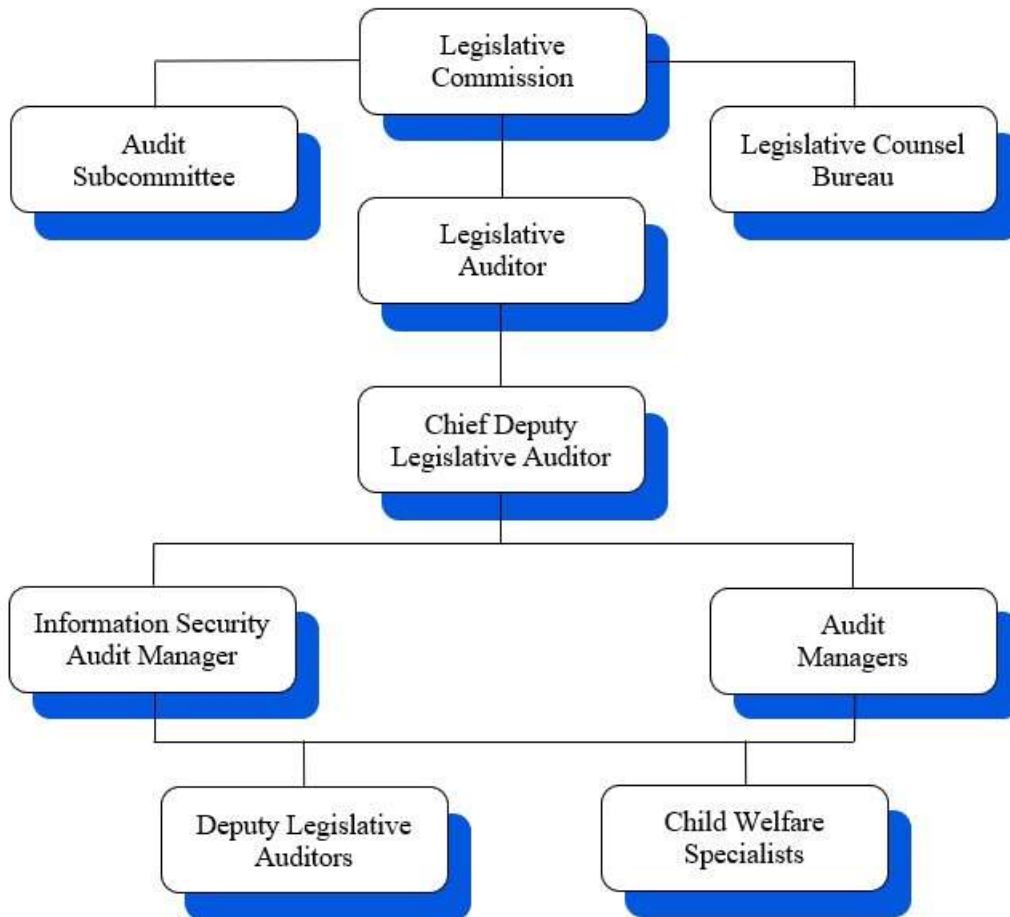 Legislative
Commission
Audit
Subcommittee
Legislative Counsel
Bureau
Legislative
Auditor
Chief Deputy
Legislative Auditor
Information Security
Audit Manager
Audit
Managers
Deputy Legislative
Auditors
Child Welfare
Specialists